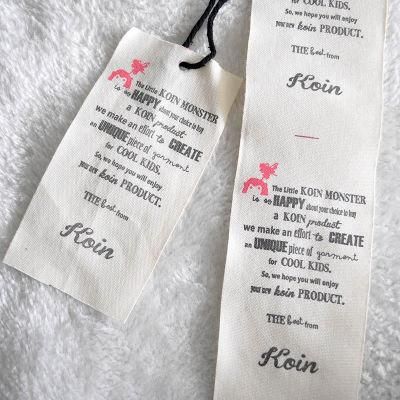 The Little KOIN MONSTER
is so HAPPY about your choice to buy
a KOIN product
we make an effort to CREATE
an UNIQUE piece of garment
for COOL KIDS.
So, we hope you will enjoy
your new koin PRODUCT.
THE best from
Koin
for COOL KIDS.
So, we hope you will enjoy
your new koin PRODUCT.
THE best from
Koin
The Little KOIN MONSTER
is so HAPPY about your choice to buy
a KOIN product
we make an effort to CREATE
an UNIQUE piece of garment
for COOL KIDS.
So, we hope you will enjoy
your new koin PRODUCT.
THE best from
Koin